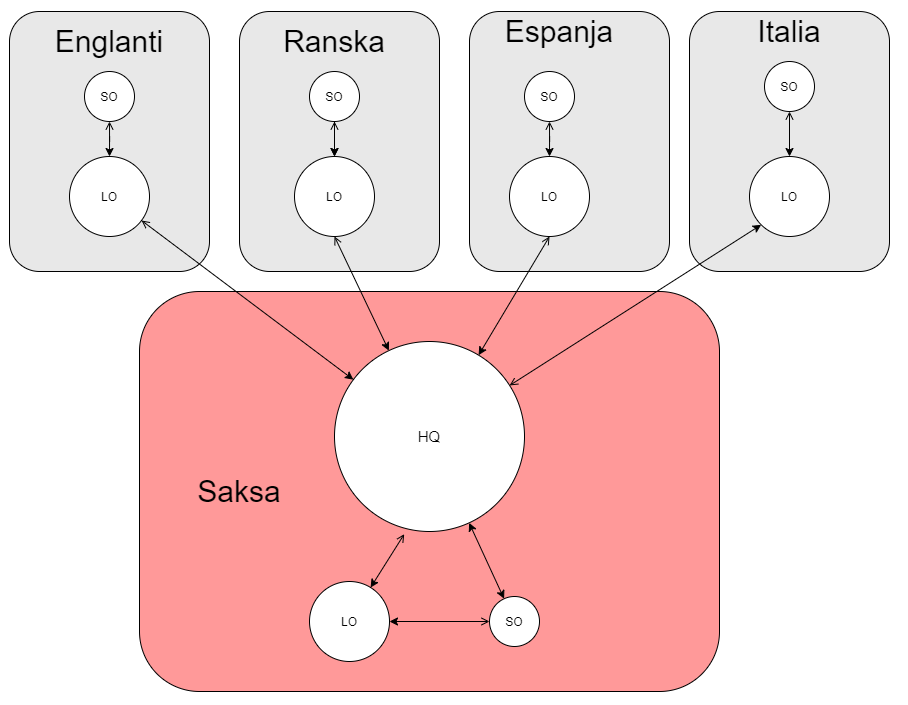 Englanti
Ranska
Espanja
Italia
SO
SO
SO
SO
LO
LO
LO
LO
HQ
Saksa
LO
SO